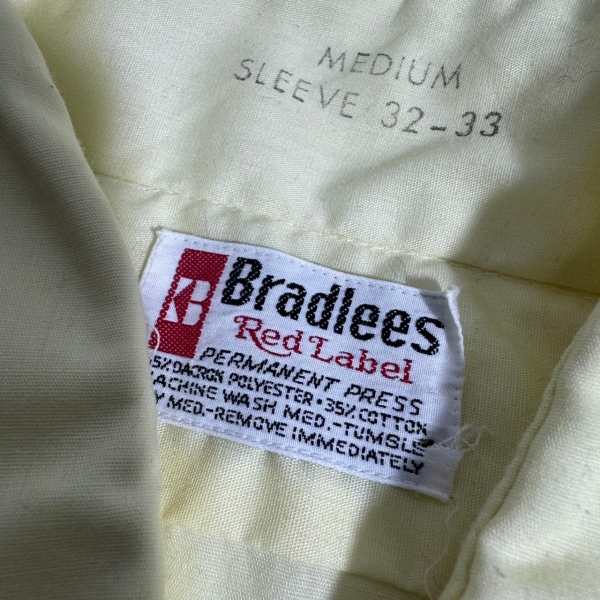 MEDIUM
SLEEVE 32-33
B
Bradlees
Red Label
PERMANENT PRESS
5% DACRON POLYESTER • 35% COTTON
ACHINE WASH MED.-TUMBLE
Y MED.-REMOVE IMMEDIATELY